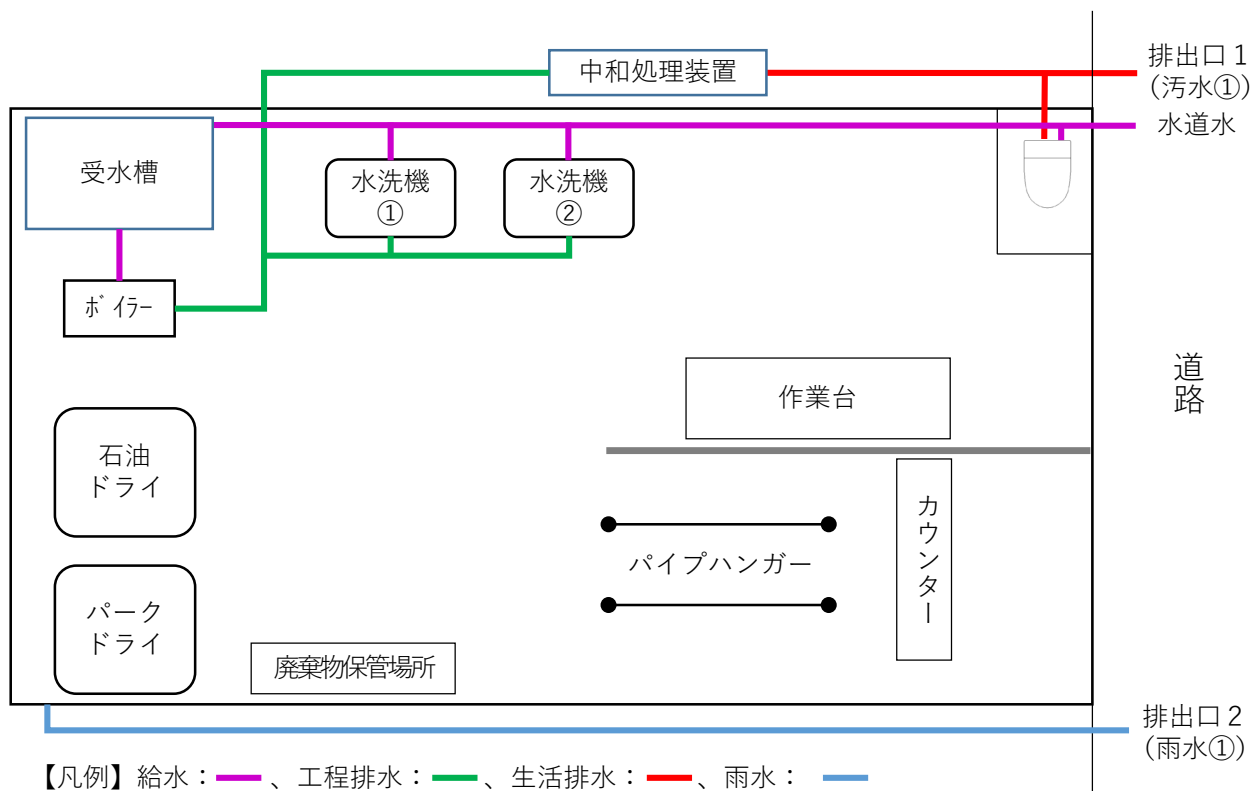 中和処理装置
排出口1
（汚水①）
水道水
受水槽
水洗機
①
水洗機
②
ﾎﾞｲﾗｰ
道路
作業台
石油
ドライ
カウンター
パイプハンガー
パーク
ドライ
廃棄物保管場所
排出口２
（雨水①）
【凡例】給水：　、工程排水：　、生活排水：　、雨水：